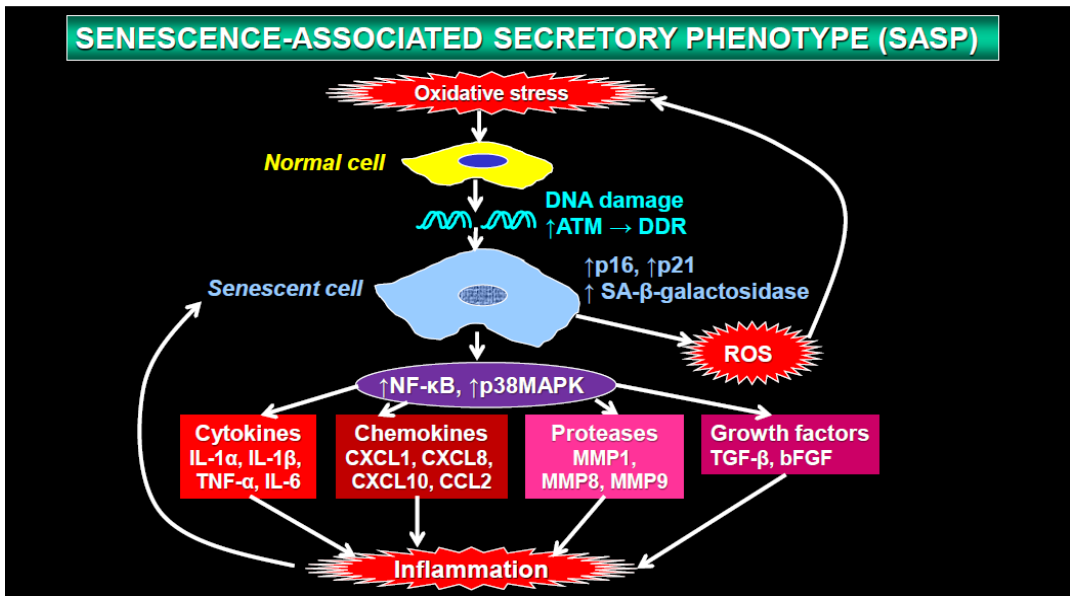 SENESCENCE-ASSOCIATED SECRETORY PHENOTYPE (SASP)
Oxidative stress
Normal cell
DNA damage
↑ATM → DDR
↑p16, ↑p21
↑ SA-β-galactosidase
Senescent cell
ROS
↑NF-κB, ↑p38MAPK
Cytokines
IL-1α, IL-1β,
TNF-α, IL-6
Chemokines
CXCL1, CXCL8,
CXCL10, CCL2
Proteases
MMP1,
MMP8, MMP9
Growth factors
TGF-β, bFGF
Inflammation